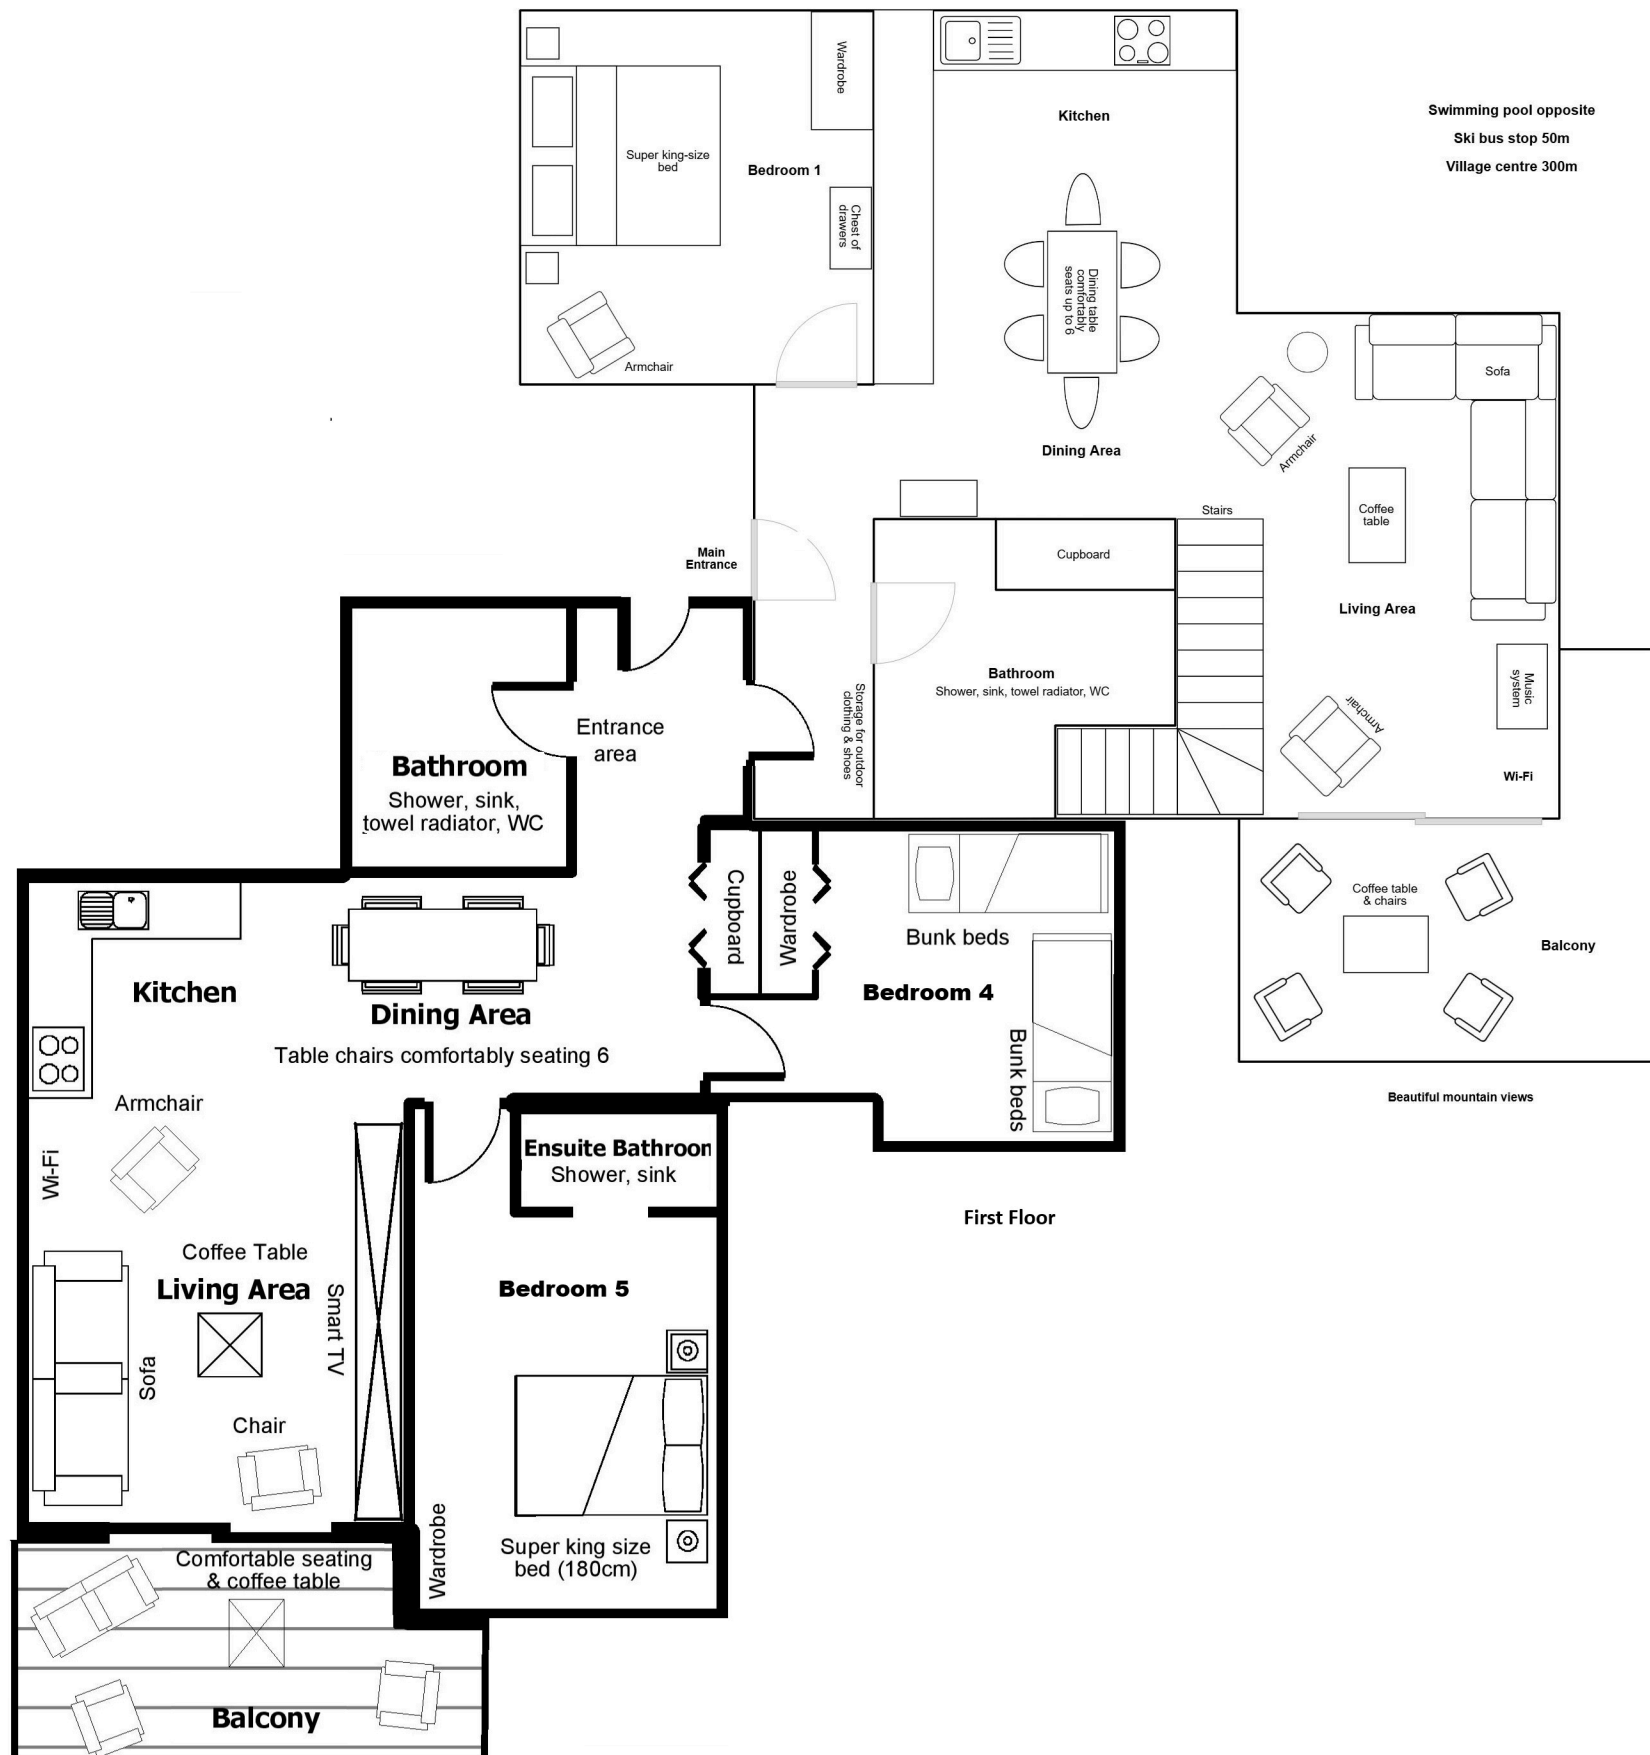 Wardrobe
Super king-size
bed
Bedroom 1
Chest of
drawers
Armchair
Kitchen
Swimming pool opposite
Ski bus stop 50m
Village centre 300m
Dining table
comfortably
seats up to 6
Dining Area
Sofa
Armchair
Coffee
table
Stairs
Cupboard
Main
Entrance
Living Area
Bathroom
Shower, sink, towel radiator, WC
Storage for outdoor
clothing & shoes
Music
system
Armchair
Wi-Fi
Coffee table
& chairs
Balcony
Beautiful mountain views
Entrance
area
Bathroom
Shower, sink,
towel radiator, WC
Cupboard
Wardrobe
Bunk beds
Bedroom 4
Bunk beds
Kitchen
Dining Area
Table chairs comfortably seating 6
Armchair
Wi-Fi
Ensuite Bathroom
Shower, sink
First Floor
Coffee Table
Living Area
Smart TV
Sofa
Chair
Bedroom 5
Wardrobe
Super king size
bed (180cm)
Comfortable seating
& coffee table
Balcony